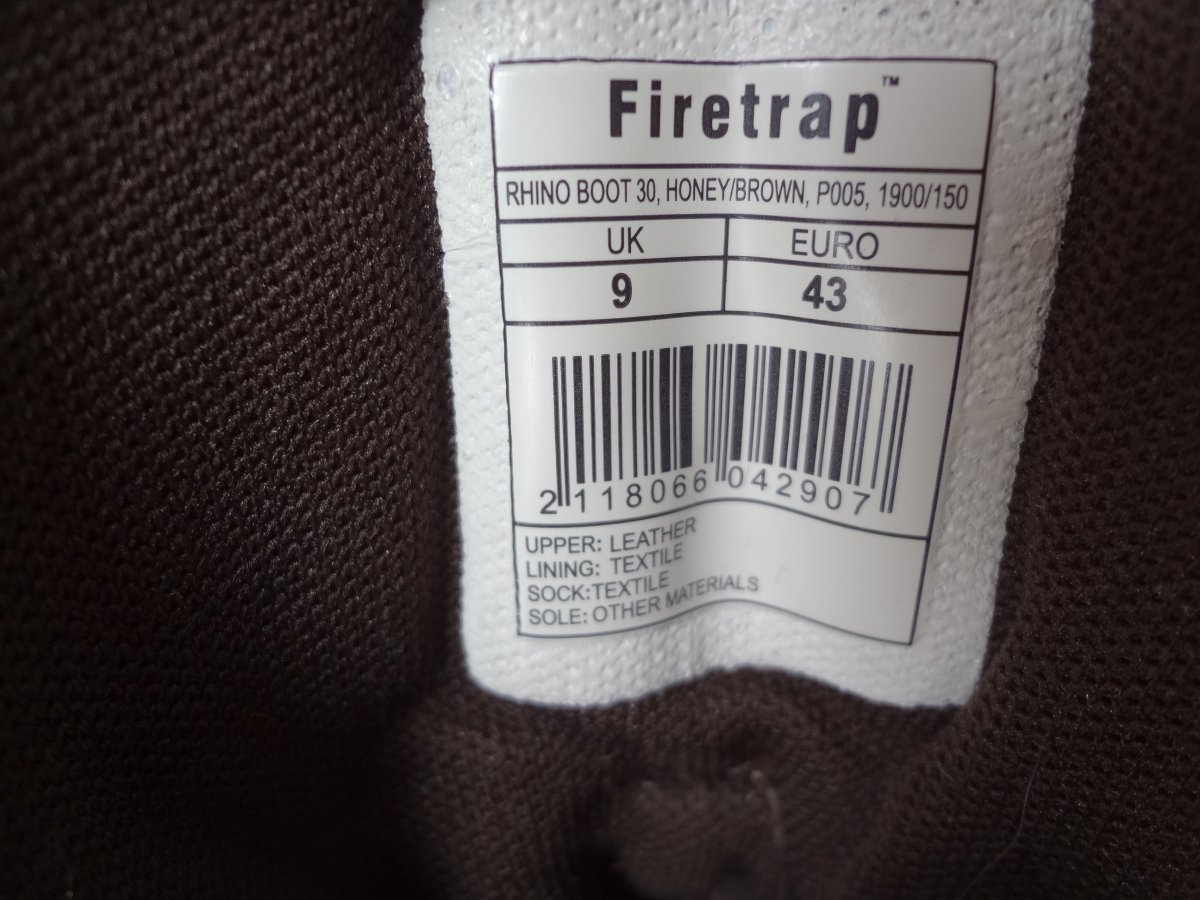 Firetrap™
RHINO BOOT 30, HONEY/BROWN, P005, 1900/150
UK EURO
9 43
2 118066 042907
UPPER: LEATHER
LINING: TEXTILE
SOCK:TEXTILE
SOLE: OTHER MATERIALS